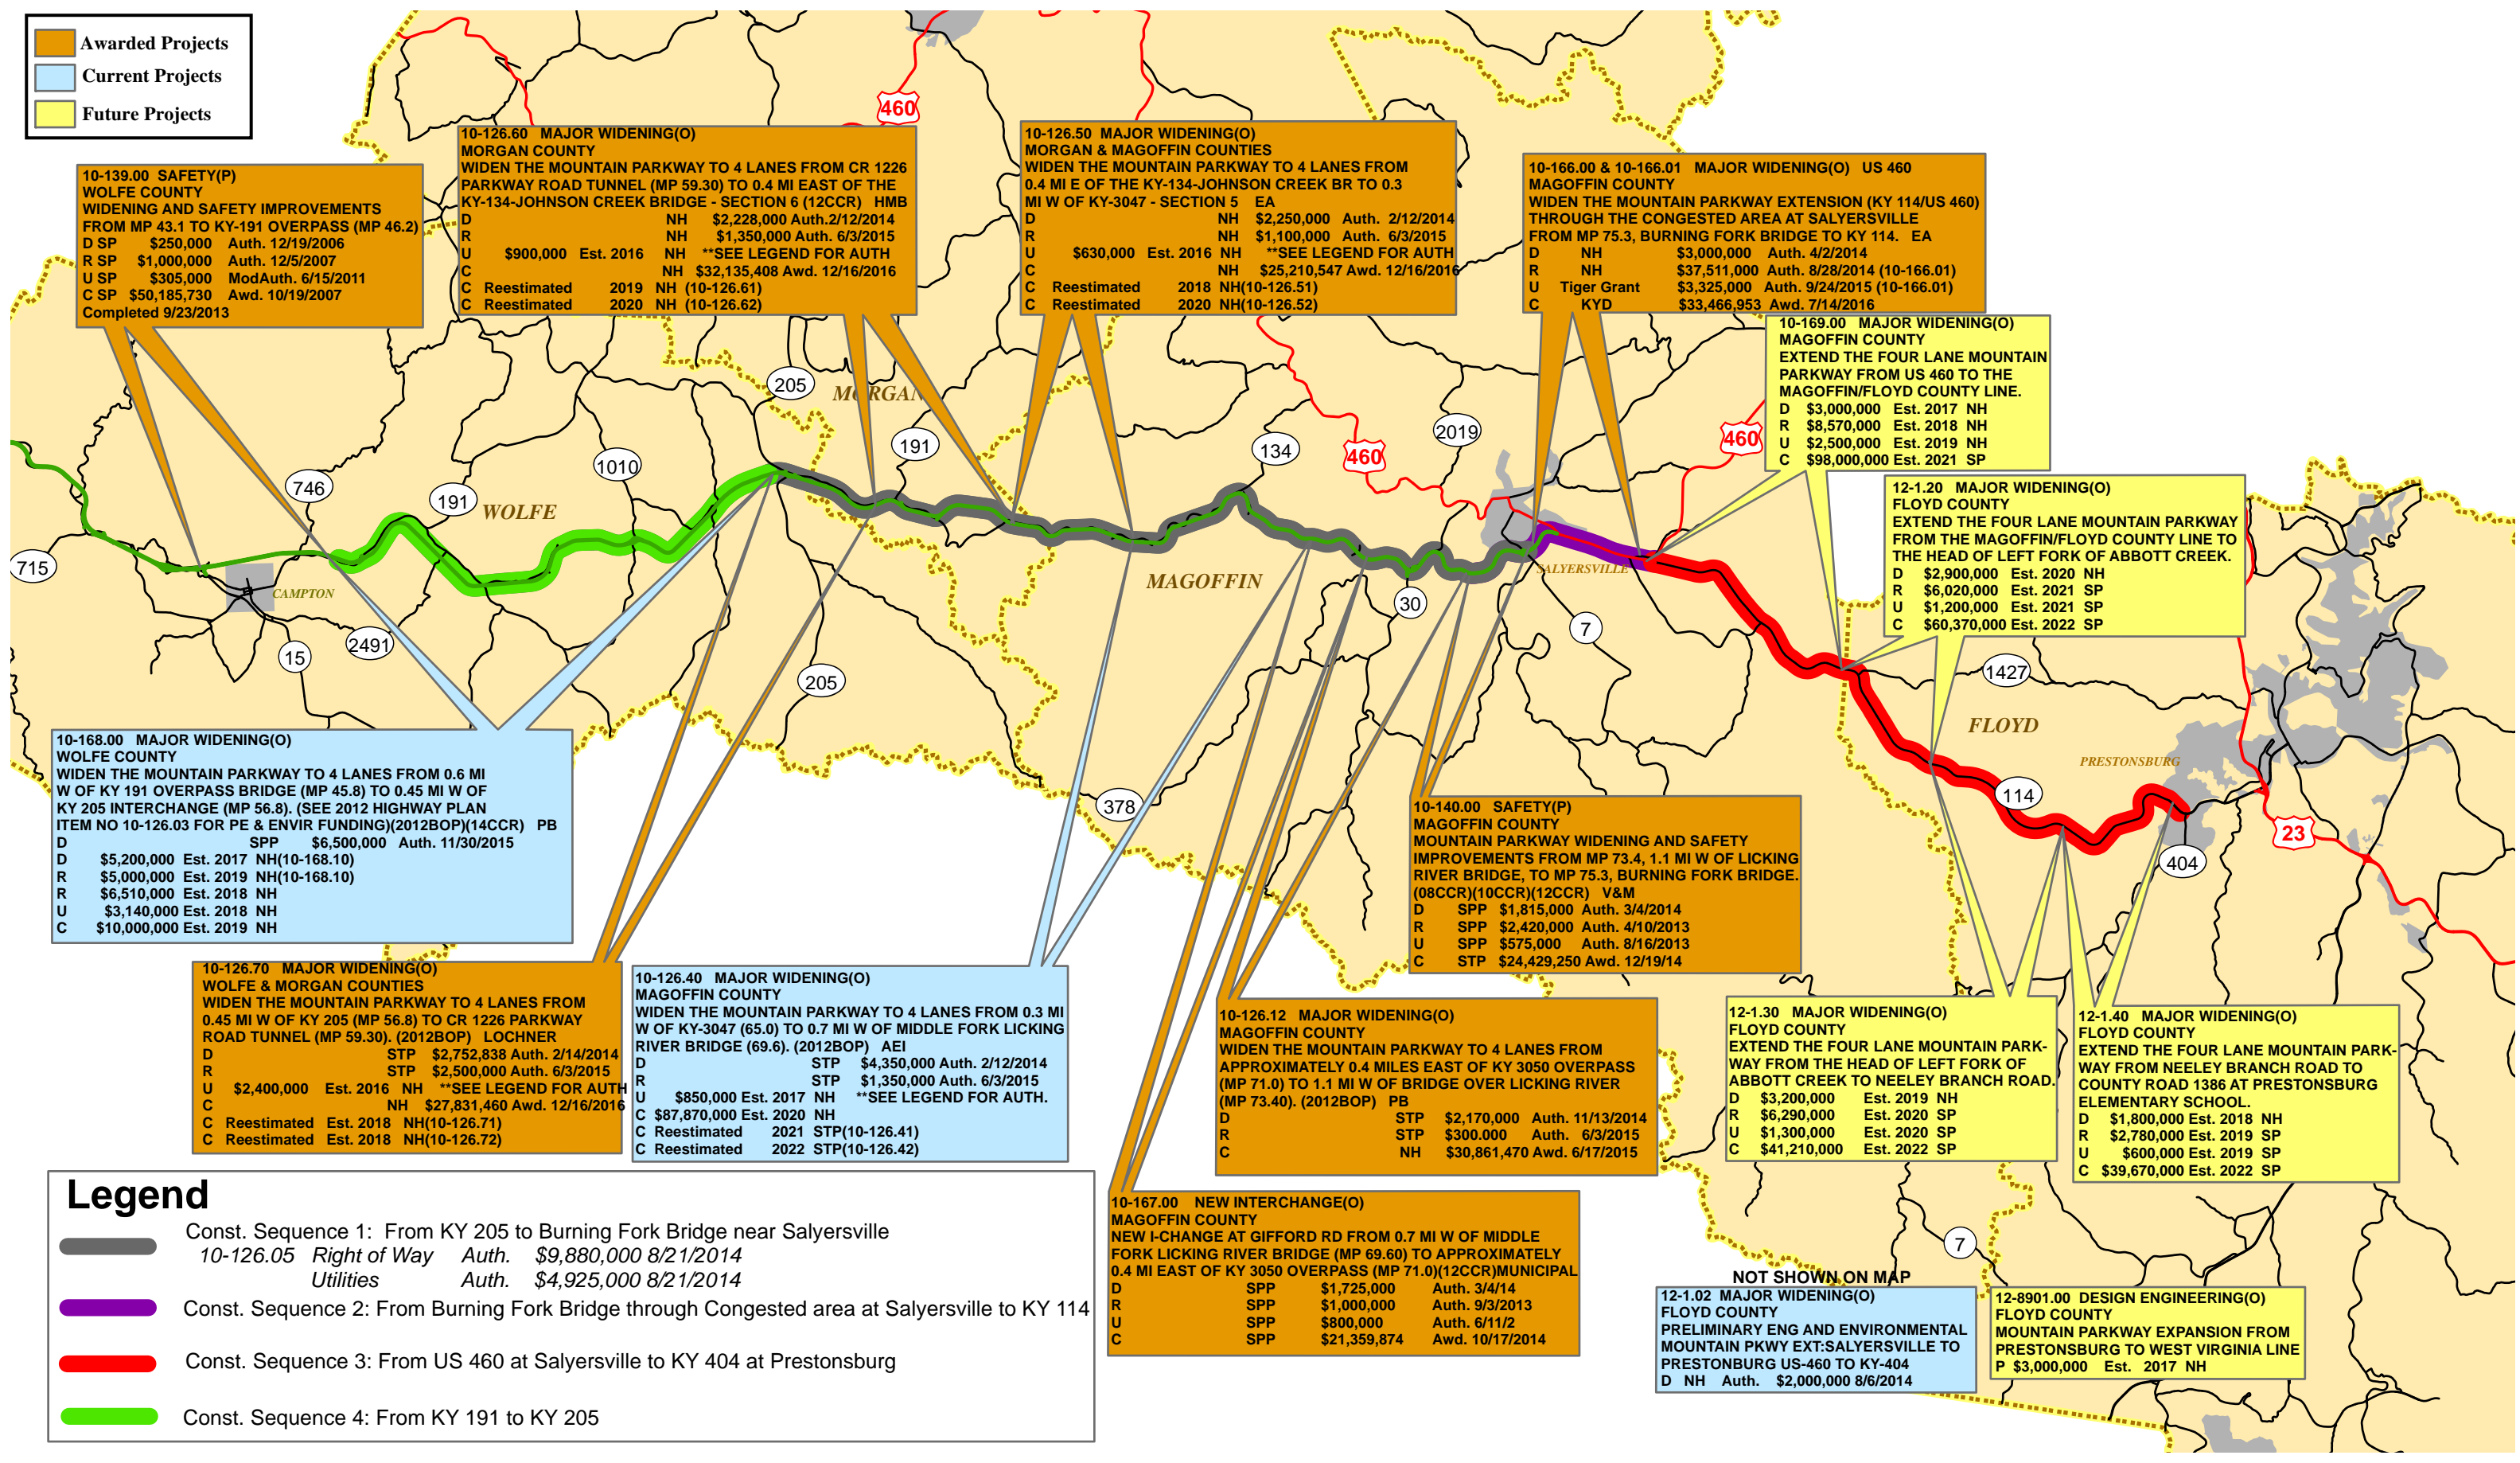 Awarded Projects
Current Projects
Future Projects
10-139.00 SAFETY(P)
WOLFE COUNTY
WIDENING AND SAFETY IMPROVEMENTS
FROM MP 43.1 TO KY-191 OVERPASS (MP 46.2)
D SP $250,000 Auth. 12/19/2006
R SP $1,000,000 Auth. 12/5/2007
U SP $305,000 ModAuth. 6/15/2011
C SP $50,185,730 Awd. 10/19/2007
Completed 9/23/2013
10-126.60 MAJOR WIDENING(O)
MORGAN COUNTY
WIDEN THE MOUNTAIN PARKWAY TO 4 LANES FROM CR 1226
PARKWAY ROAD TUNNEL (MP 59.30) TO 0.4 MI EAST OF THE
KY-134-JOHNSON CREEK BRIDGE - SECTION 6 (12CCR) HMB
D NH $2,228,000 Auth.2/12/2014
R NH $1,350,000 Auth. 6/3/2015
U $900,000 Est. 2016 NH **SEE LEGEND FOR AUTH
C NH $32,135,408 Awd. 12/16/2016
C Reestimated 2019 NH (10-126.61)
C Reestimated 2020 NH (10-126.62)
10-126.50 MAJOR WIDENING(O)
MORGAN & MAGOFFIN COUNTIES
WIDEN THE MOUNTAIN PARKWAY TO 4 LANES FROM
0.4 MI E OF THE KY-134-JOHNSON CREEK BR TO 0.3
MI W OF KY-3047 - SECTION 5 EA
D NH $2,250,000 Auth. 2/12/2014
R NH $1,100,000 Auth. 6/3/2015
U $630,000 Est. 2016 NH **SEE LEGEND FOR AUTH
C NH $25,210,547 Awd. 12/16/2016
C Reestimated 2018 NH(10-126.51)
C Reestimated 2020 NH(10-126.52)
10-166.00 & 10-166.01 MAJOR WIDENING(O) US 460
MAGOFFIN COUNTY
WIDEN THE MOUNTAIN PARKWAY EXTENSION (KY 114/US 460)
THROUGH THE CONGESTED AREA AT SALYERSVILLE
FROM MP 75.3, BURNING FORK BRIDGE TO KY 114. EA
D NH $3,000,000 Auth. 4/2/2014
R NH $37,511,000 Auth. 8/28/2014 (10-166.01)
U Tiger Grant $3,325,000 Auth. 9/24/2015 (10-166.01)
C KYD $33,466,953 Awd. 7/14/2016
10-169.00 MAJOR WIDENING(O)
MAGOFFIN COUNTY
EXTEND THE FOUR LANE MOUNTAIN
PARKWAY FROM US 460 TO THE
MAGOFFIN/FLOYD COUNTY LINE.
D $3,000,000 Est. 2017 NH
R $8,570,000 Est. 2018 NH
U $2,500,000 Est. 2019 NH
C $98,000,000 Est. 2021 SP
12-1.20 MAJOR WIDENING(O)
FLOYD COUNTY
EXTEND THE FOUR LANE MOUNTAIN PARKWAY
FROM THE MAGOFFIN/FLOYD COUNTY LINE TO
THE HEAD OF LEFT FORK OF ABBOTT CREEK.
D $2,900,000 Est. 2020 NH
R $6,020,000 Est. 2021 SP
U $1,200,000 Est. 2021 SP
C $60,370,000 Est. 2022 SP
460
205
MORGAN
191
134
460
2019
460
1010
746
191
WOLFE
715
CAMPTON
15
2491
205
MAGOFFIN
SALYERSVILLE
30
7
1427
FLOYD
PRESTONSBURG
114
23
404
378
7
10-168.00 MAJOR WIDENING(O)
WOLFE COUNTY
WIDEN THE MOUNTAIN PARKWAY TO 4 LANES FROM 0.6 MI
W OF KY 191 OVERPASS BRIDGE (MP 45.8) TO 0.45 MI W OF
KY 205 INTERCHANGE (MP 56.8). (SEE 2012 HIGHWAY PLAN
ITEM NO 10-126.03 FOR PE & ENVIR FUNDING)(2012BOP)(14CCR) PB
D SPP $6,500,000 Auth. 11/30/2015
D $5,200,000 Est. 2017 NH(10-168.10)
R $5,000,000 Est. 2019 NH(10-168.10)
R $6,510,000 Est. 2018 NH
U $3,140,000 Est. 2018 NH
C $10,000,000 Est. 2019 NH
10-126.70 MAJOR WIDENING(O)
WOLFE & MORGAN COUNTIES
WIDEN THE MOUNTAIN PARKWAY TO 4 LANES FROM
0.45 MI W OF KY 205 (MP 56.8) TO CR 1226 PARKWAY
ROAD TUNNEL (MP 59.30). (2012BOP) LOCHNER
D STP $2,752,838 Auth. 2/14/2014
R STP $2,500,000 Auth. 6/3/2015
U $2,400,000 Est. 2016 NH **SEE LEGEND FOR AUTH
C NH $27,831,460 Awd. 12/16/2016
C Reestimated Est. 2018 NH(10-126.71)
C Reestimated Est. 2018 NH(10-126.72)
10-126.40 MAJOR WIDENING(O)
MAGOFFIN COUNTY
WIDEN THE MOUNTAIN PARKWAY TO 4 LANES FROM 0.3 MI
W OF KY-3047 (65.0) TO 0.7 MI W OF MIDDLE FORK LICKING
RIVER BRIDGE (69.6). (2012BOP) AEI
D STP $4,350,000 Auth. 2/12/2014
R STP $1,350,000 Auth. 6/3/2015
U $850,000 Est. 2017 NH **SEE LEGEND FOR AUTH.
C $87,870,000 Est. 2020 NH
C Reestimated 2021 STP(10-126.41)
C Reestimated 2022 STP(10-126.42)
10-140.00 SAFETY(P)
MAGOFFIN COUNTY
MOUNTAIN PARKWAY WIDENING AND SAFETY
IMPROVEMENTS FROM MP 73.4, 1.1 MI W OF LICKING
RIVER BRIDGE, TO MP 75.3, BURNING FORK BRIDGE.
(08CCR)(10CCR)(12CCR) V&M
D SPP $1,815,000 Auth. 3/4/2014
R SPP $2,420,000 Auth. 4/10/2013
U SPP $575,000 Auth. 8/16/2013
C STP $24,429,250 Awd. 12/19/14
10-126.12 MAJOR WIDENING(O)
MAGOFFIN COUNTY
WIDEN THE MOUNTAIN PARKWAY TO 4 LANES FROM
APPROXIMATELY 0.4 MILES EAST OF KY 3050 OVERPASS
(MP 71.0) TO 1.1 MI W OF BRIDGE OVER LICKING RIVER
(MP 73.40). (2012BOP) PB
D STP $2,170,000 Auth. 11/13/2014
R STP $300.000 Auth. 6/3/2015
C NH $30,861,470 Awd. 6/17/2015
12-1.30 MAJOR WIDENING(O)
FLOYD COUNTY
EXTEND THE FOUR LANE MOUNTAIN PARK-
WAY FROM THE HEAD OF LEFT FORK OF
ABBOTT CREEK TO NEELEY BRANCH ROAD.
D $3,200,000 Est. 2019 NH
R $6,290,000 Est. 2020 SP
U $1,300,000 Est. 2020 SP
C $41,210,000 Est. 2022 SP
12-1.40 MAJOR WIDENING(O)
FLOYD COUNTY
EXTEND THE FOUR LANE MOUNTAIN PARK-
WAY FROM NEELEY BRANCH ROAD TO
COUNTY ROAD 1386 AT PRESTONSBURG
ELEMENTARY SCHOOL.
D $1,800,000 Est. 2018 NH
R $2,780,000 Est. 2019 SP
U $600,000 Est. 2019 SP
C $39,670,000 Est. 2022 SP
10-167.00 NEW INTERCHANGE(O)
MAGOFFIN COUNTY
NEW I-CHANGE AT GIFFORD RD FROM 0.7 MI W OF MIDDLE
FORK LICKING RIVER BRIDGE (MP 69.60) TO APPROXIMATELY
0.4 MI EAST OF KY 3050 OVERPASS (MP 71.0)(12CCR)MUNICIPAL
D SPP $1,725,000 Auth. 3/4/14
R SPP $1,000,000 Auth. 9/3/2013
U SPP $800,000 Auth. 6/11/2
C SPP $21,359,874 Awd. 10/17/2014
NOT SHOWN ON MAP
12-1.02 MAJOR WIDENING(O)
FLOYD COUNTY
PRELIMINARY ENG AND ENVIRONMENTAL
MOUNTAIN PKWY EXT:SALYERSVILLE TO
PRESTONBURG US-460 TO KY-404
D NH Auth. $2,000,000 8/6/2014
12-8901.00 DESIGN ENGINEERING(O)
FLOYD COUNTY
MOUNTAIN PARKWAY EXPANSION FROM
PRESTONSBURG TO WEST VIRGINIA LINE
P $3,000,000 Est. 2017 NH
Legend
Const. Sequence 1: From KY 205 to Burning Fork Bridge near Salyersville
10-126.05 Right of Way Auth. $9,880,000 8/21/2014
Utilities Auth. $4,925,000 8/21/2014
Const. Sequence 2: From Burning Fork Bridge through Congested area at Salyersville to KY 114
Const. Sequence 3: From US 460 at Salyersville to KY 404 at Prestonsburg
Const. Sequence 4: From KY 191 to KY 205